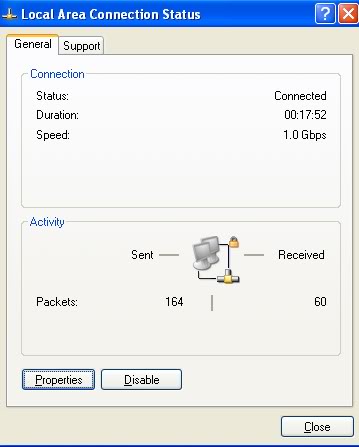 Local Area Connection Status
General Support
Connection
Status: Connected
Duration: 00:17:52
Speed: 1.0 Gbps
Activity
Sent Received
Packets: 164 60
Properties Disable
Close